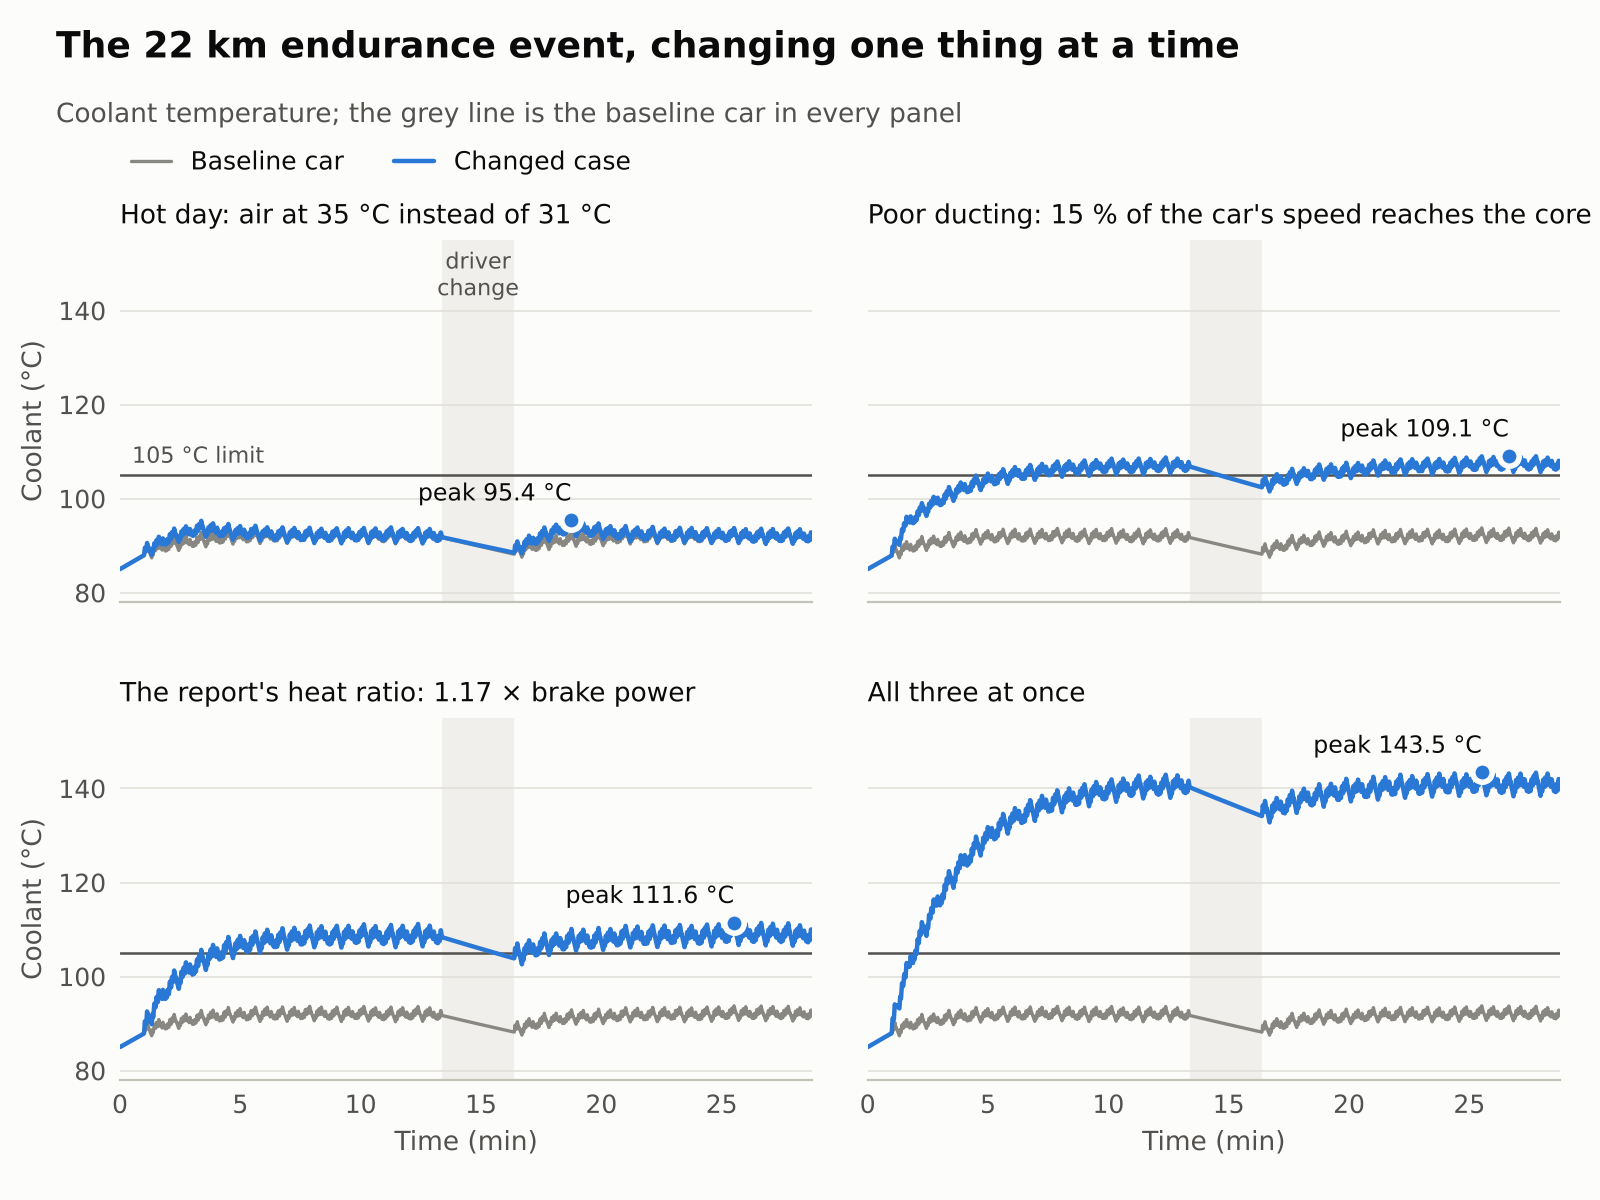 The 22 km endurance event, changing one thing at a time
Coolant temperature; the grey line is the baseline car in every panel
Baseline car
Changed case
Hot day: air at 35 °C instead of 31 °C
driver
change
140
120
100
80
Coolant (°C)
105 °C limit
peak 95.4 °C
Poor ducting: 15 % of the car's speed reaches the core
peak 109.1 °C
The report's heat ratio: 1.17 × brake power
140
120
100
80
Coolant (°C)
peak 111.6 °C
0 5 10 15 20 25
Time (min)
All three at once
peak 143.5 °C
0 5 10 15 20 25
Time (min)